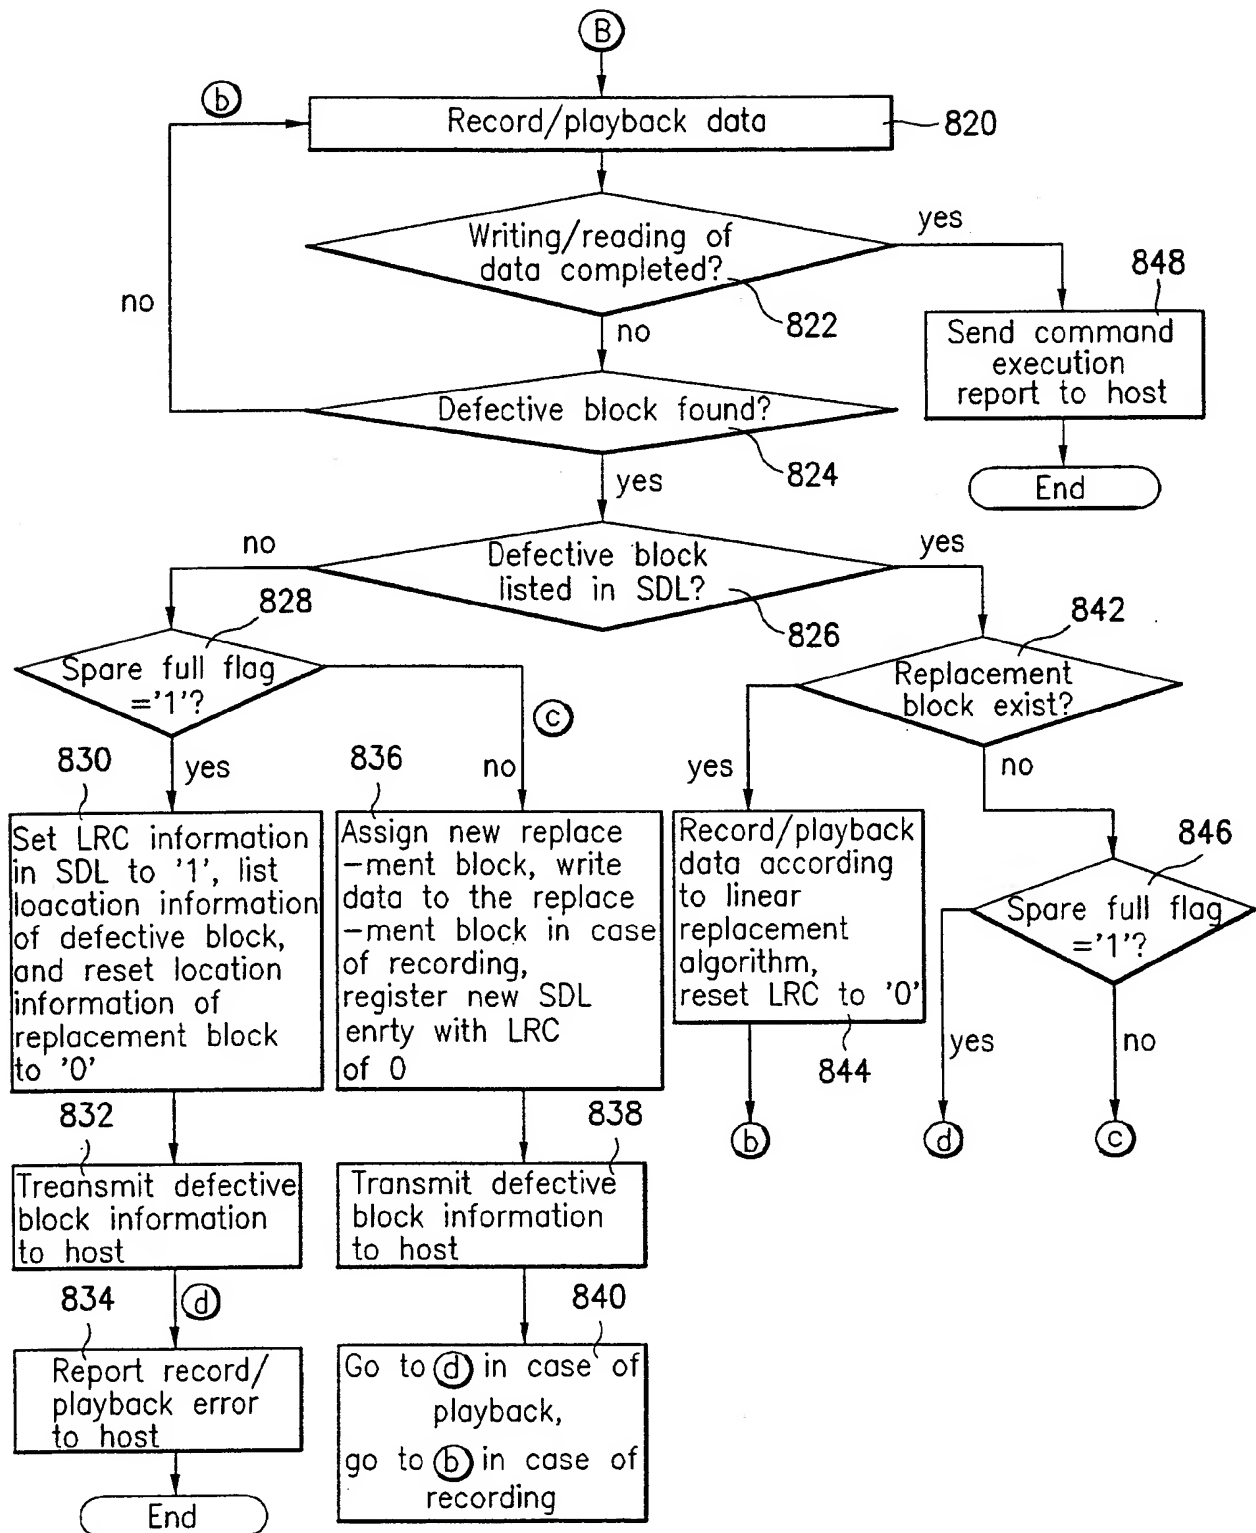 B
b
Record/playback data
820
Writing/reading of
data completed?
822
yes
no
no
848
Send command
execution
report to host
End
Defective block found?
824
yes
Defective block
listed in SDL?
826
no
yes
828
Spare full flag
='1'?
yes
c
no
842
Replacement
block exist?
yes
no
830
Set LRC information
in SDL to '1', list
loacation information
of defective block,
and reset location
information of
replacement block
to '0'
836
Assign new replace
-ment block, write
data to the replace
-ment block in case
of recording,
register new SDL
enrty with LRC
of 0
Record/playback
data according
to linear
replacement
algorithm,
reset LRC to '0'
844
846
Spare full flag
='1'?
yes
no
b
d
c
832
Treansmit defective
block information
to host
838
Transmit defective
block information
to host
834
d
Report record/
playback error
to host
End
840
Go to d in case of
playback,
go to b in case of
recording